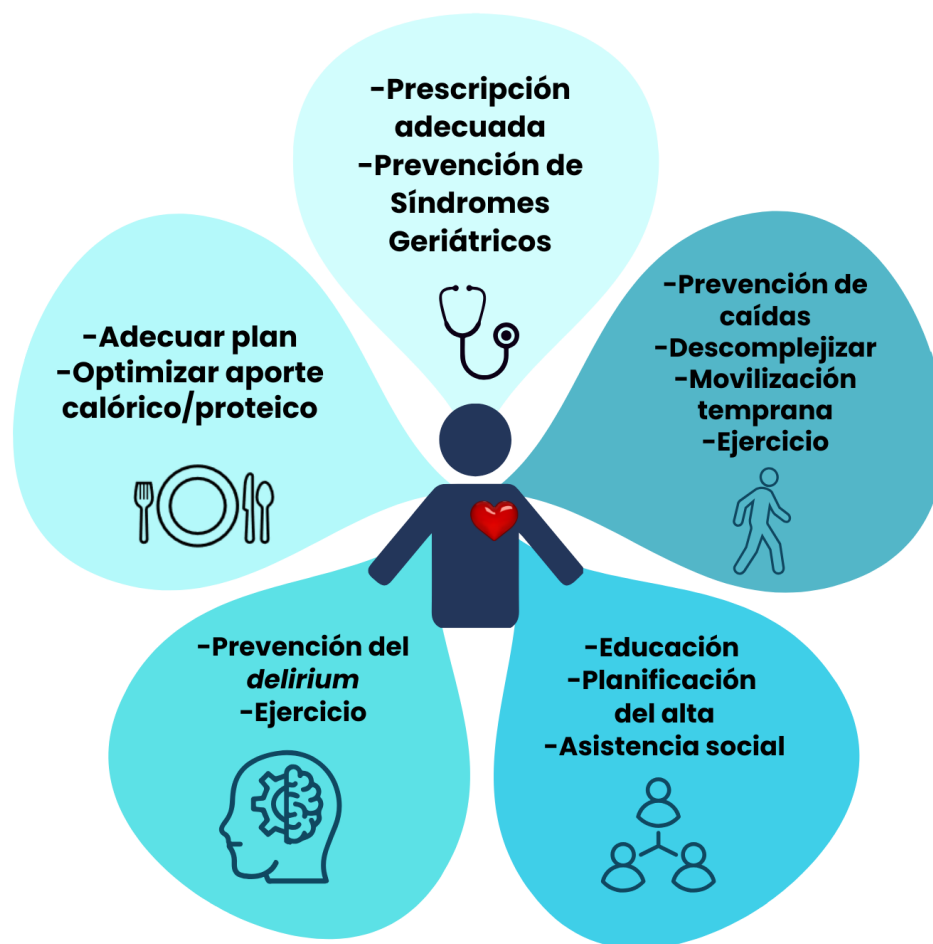 -Prescripción
adecuada
-Prevención de
Síndromes
Geriátricos
-Adecuar plan
-Optimizar aporte
calórico/proteico
-Prevención de
caídas
-Descomplejizar
-Movilización
temprana
-Ejercicio
-Prevención del
delirium
-Ejercicio
-Educación
-Planificación
del alta
-Asistencia social